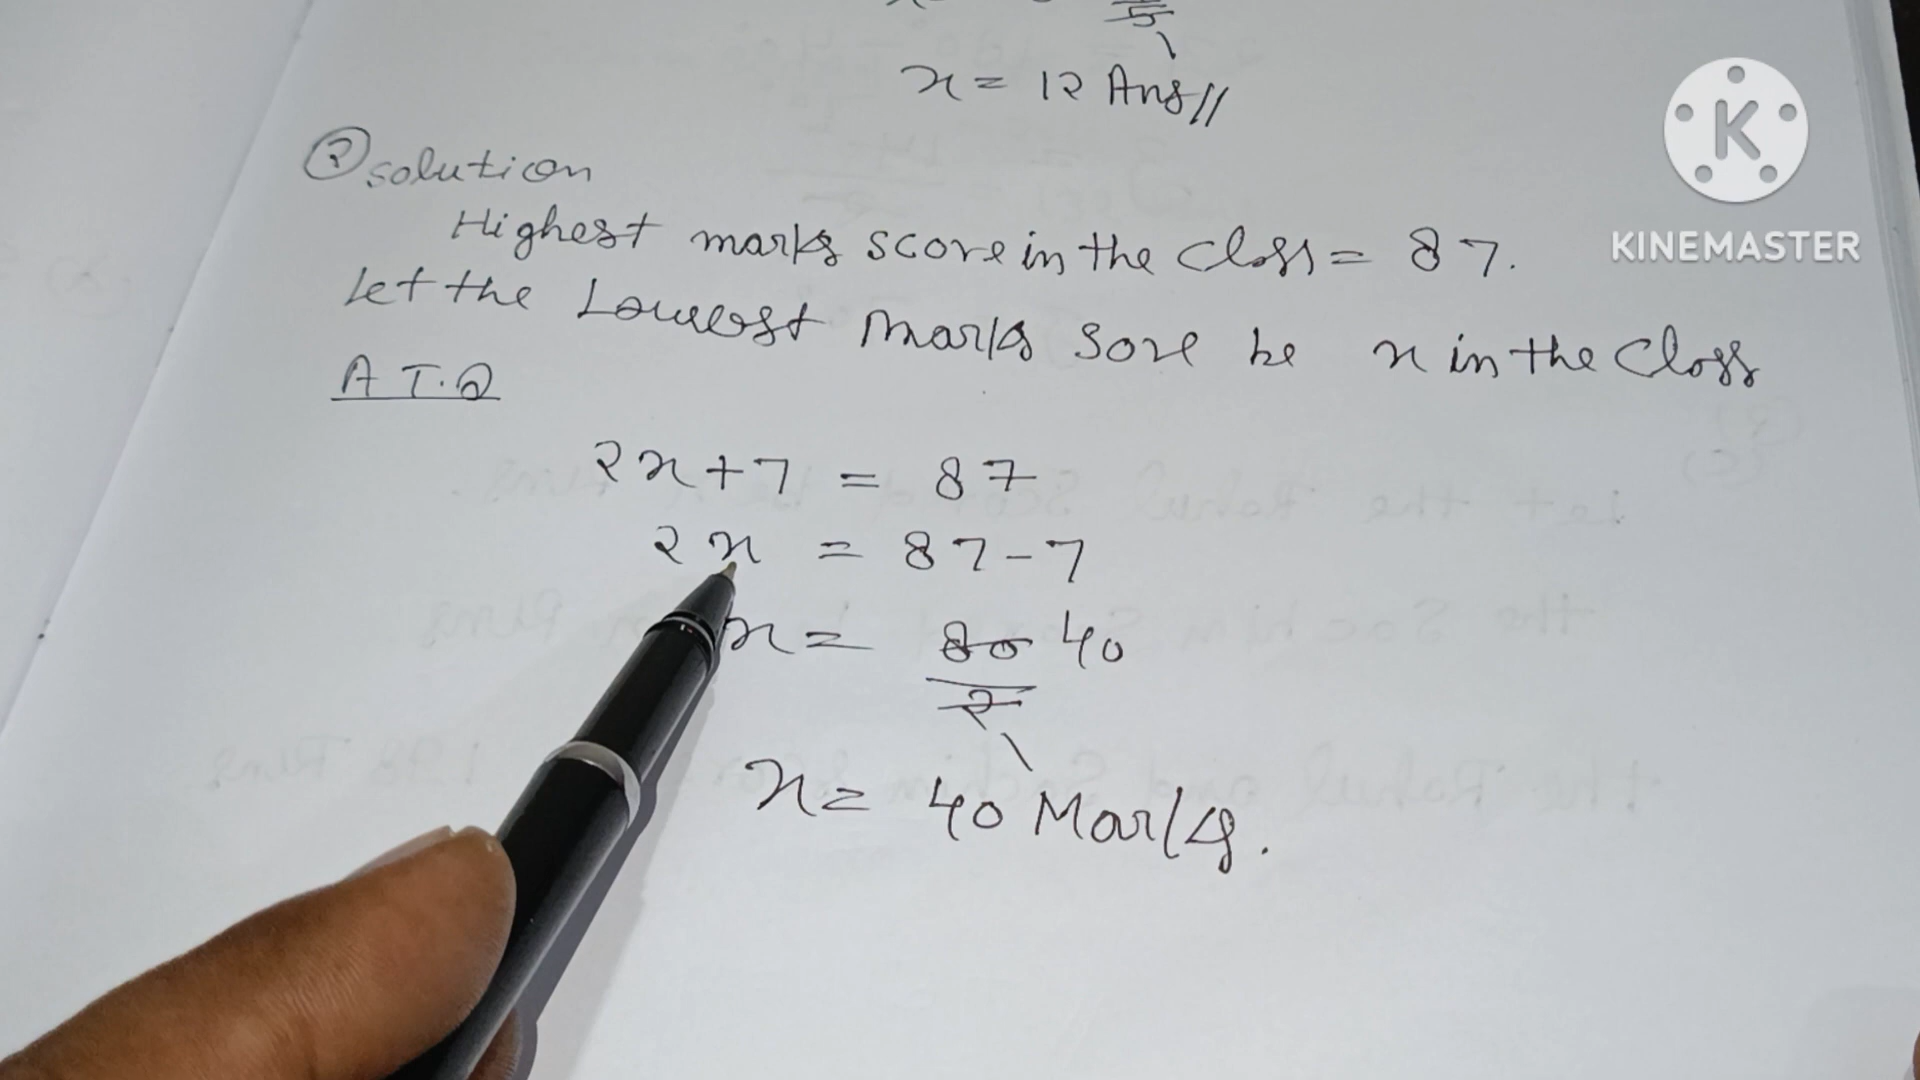 x = 12 Ans//
② solution
Highest marks score in the Class = 87.
Let the Lowest Marks Sore be x in the Class
A T.Q
2x + 7 = 87
2x = 87 - 7
x = 80/2 40
x = 40 Marks.
K
KINEMASTER